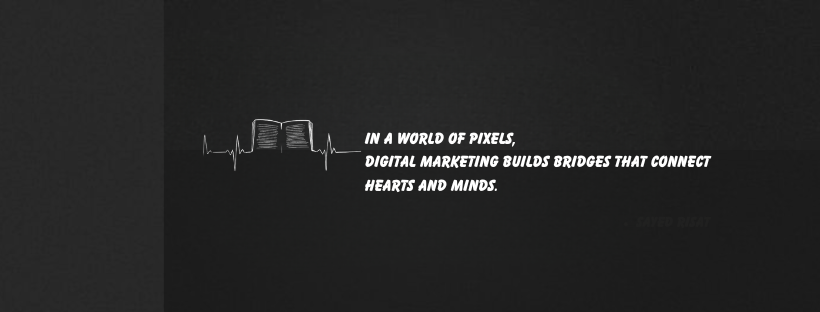 IN A WORLD OF PIXELS,
DIGITAL MARKETING BUILDS BRIDGES THAT CONNECT
HEARTS AND MINDS.